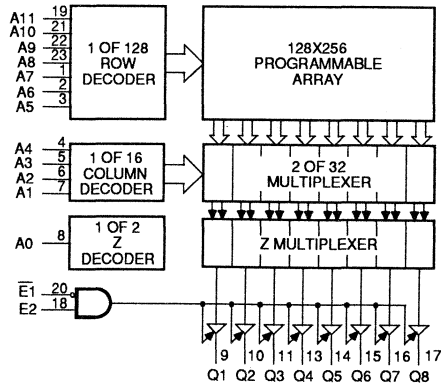 A11 19
A10 21
A9 22
A8 23
A7 1
A6 2
A5 3
1 OF 128
ROW
DECODER
128X256
PROGRAMMABLE
ARRAY
A4 4
A3 5
A2 6
A1 7
1 OF 16
COLUMN
DECODER
2 OF 32
MULTIPLEXER
A0 8
1 OF 2
Z
DECODER
Z MULTIPLEXER
E1 20
E2 18
9 10 11 13 14 15 16 17
Q1 Q2 Q3 Q4 Q5 Q6 Q7 Q8